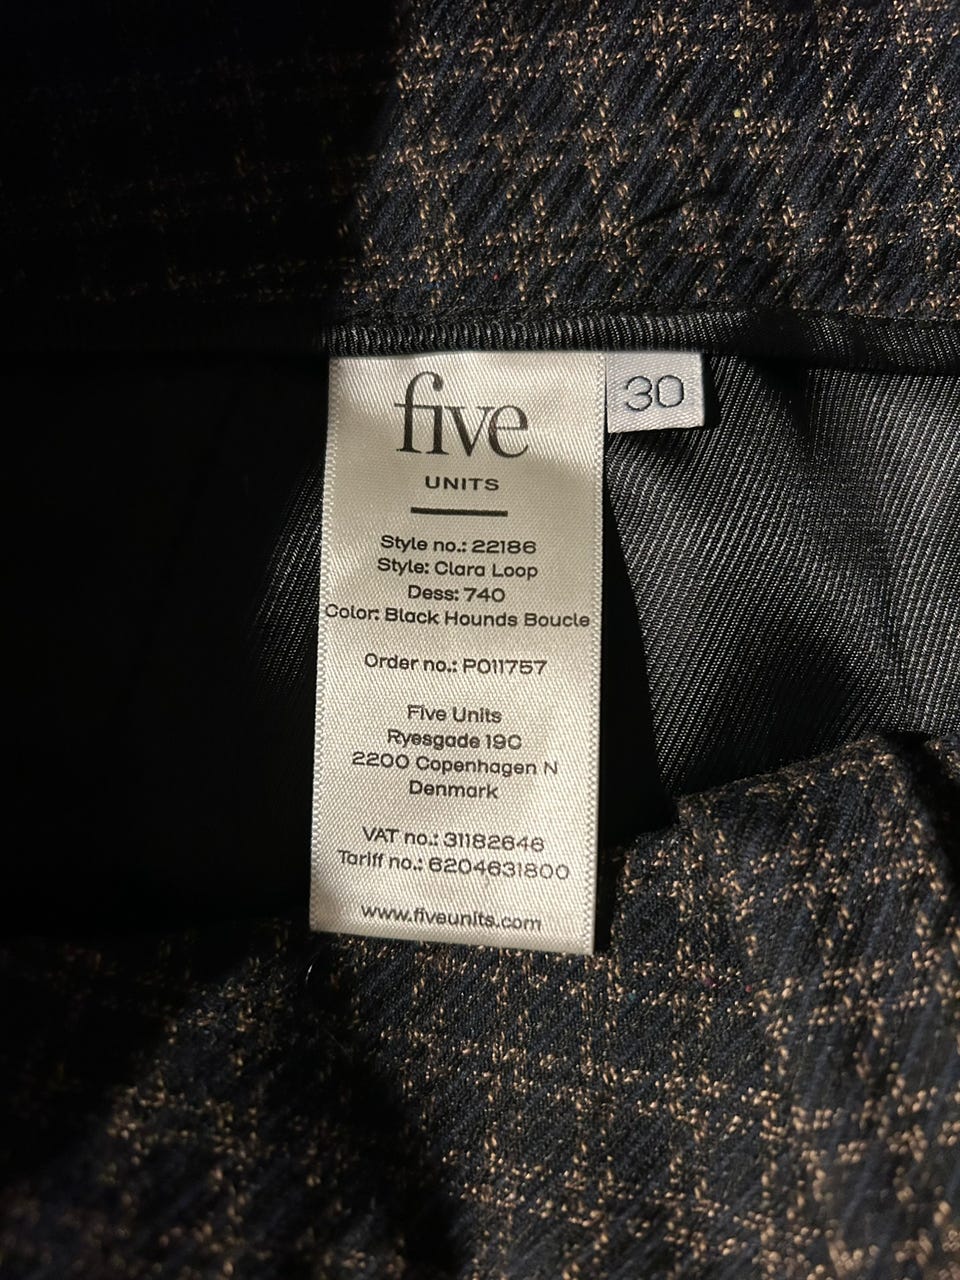 five
UNITS
30
Style no.: 22186
Style: Clara Loop
Dess: 740
Color: Black Hounds Boucle
Order no.: PO11757
Five Units
Ryesgade 19C
2200 Copenhagen N
Denmark
VAT no.: 31182646
Tariff no.: 6204631800
www.fiveunits.com